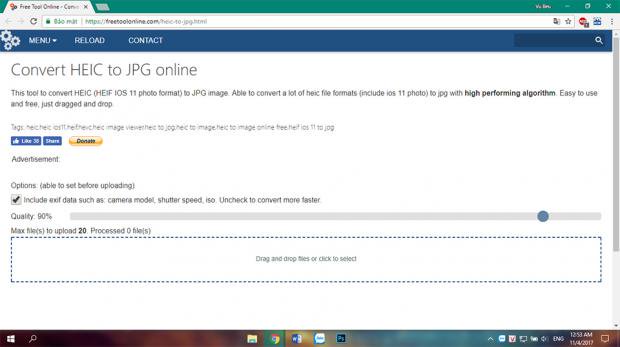 Free Tool Online - Conve
Vu Bms
Bảo mật
https://freetoolonline.com/heic-to-jpg.html
MENU RELOAD CONTACT
Convert HEIC to JPG online
This tool to convert HEIC (HEIF IOS 11 photo format) to JPG image. Able to convert a lot of heic file formats (include ios 11 photo) to jpg with high performing algorithm. Easy to use
and free, just dragged and drop.
Tags: heic,heic ios11,heif,hevc,heic image viewer,heic to jpg,heic to image,heic to image online free,heif ios 11 to jpg
Like 38 Share Donate
Advertisement:
Options: (able to set before uploading)
Include exif data such as: camera model, shutter speed, iso. Uncheck to convert more faster.
Quality: 90%
Max file(s) to upload 20. Processed 0 file(s)
Drag and drop files or click to select
ENG
12:53 AM
11/4/2017